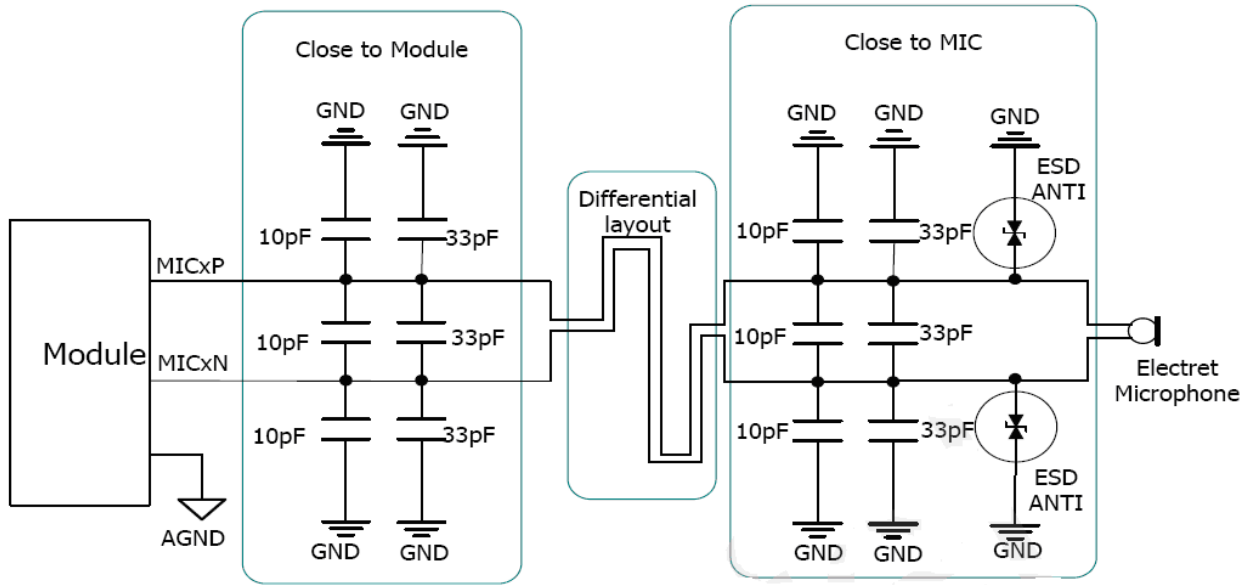 Close to Module
GND
GND
10pF
33pF
MICxP
10pF
33pF
MICxN
10pF
33pF
GND
GND
Module
AGND
Differential
layout
Close to MIC
GND
GND
GND
ESD
ANTI
10pF
33pF
10pF
33pF
10pF
33pF
ESD
ANTI
GND
GND
GND
Electret
Microphone